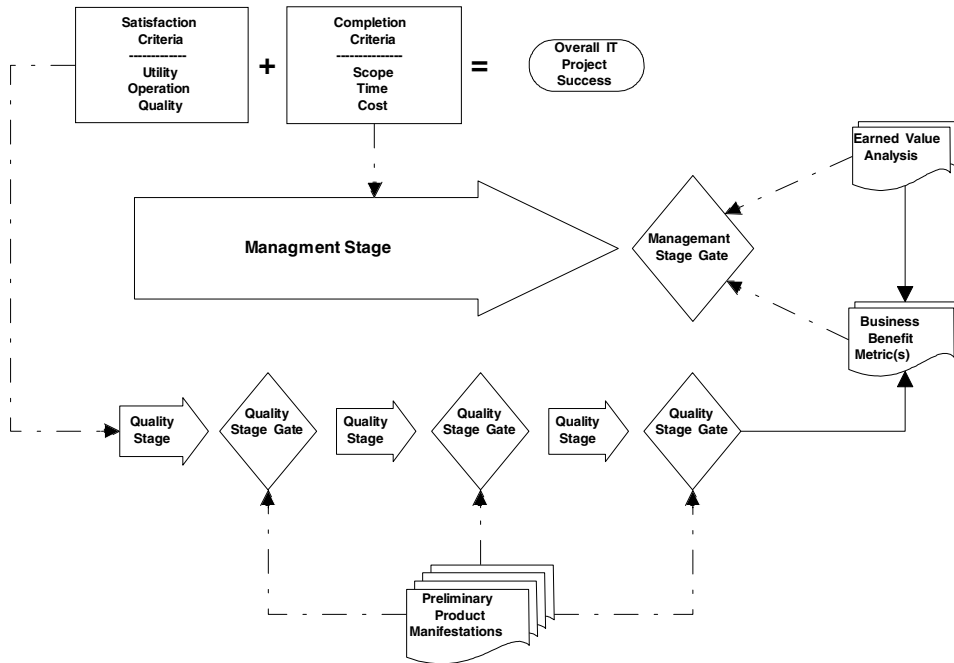 Satisfaction
Criteria
-------------
Utility
Operation
Quality
+
Completion
Criteria
---------------
Scope
Time
Cost
=
Overall IT
Project
Success
Earned Value
Analysis
Managment Stage
Managemant
Stage Gate
Business
Benefit
Metric(s)
Quality
Stage
Quality
Stage Gate
Quality
Stage
Quality
Stage Gate
Quality
Stage
Quality
Stage Gate
Preliminary
Product
Manifestations